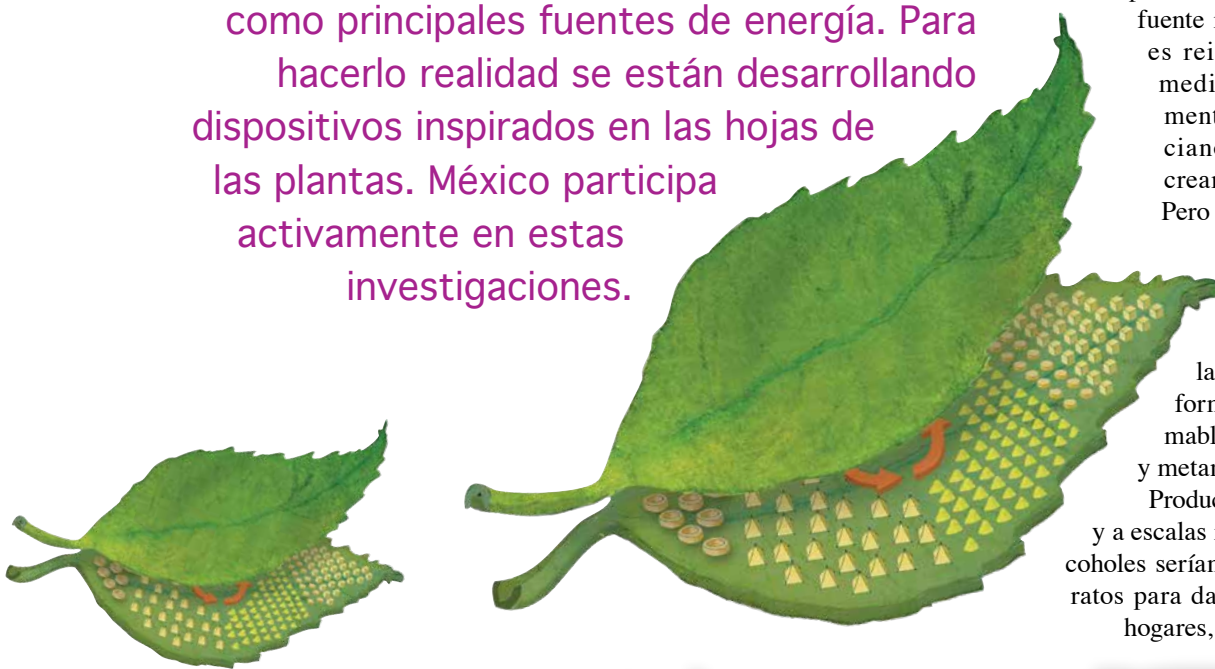 como principales fuentes de energía. Para
hacerlo realidad se están desarrollando
dispositivos inspirados en las hojas de
las plantas. México participa
activamente en estas
investigaciones.
fuente
es rei
medi
ment
cian
crear
Pero
la
form
mabl
y metan
Produc
y a escalas
coholes serían
ratos para da
hogares,